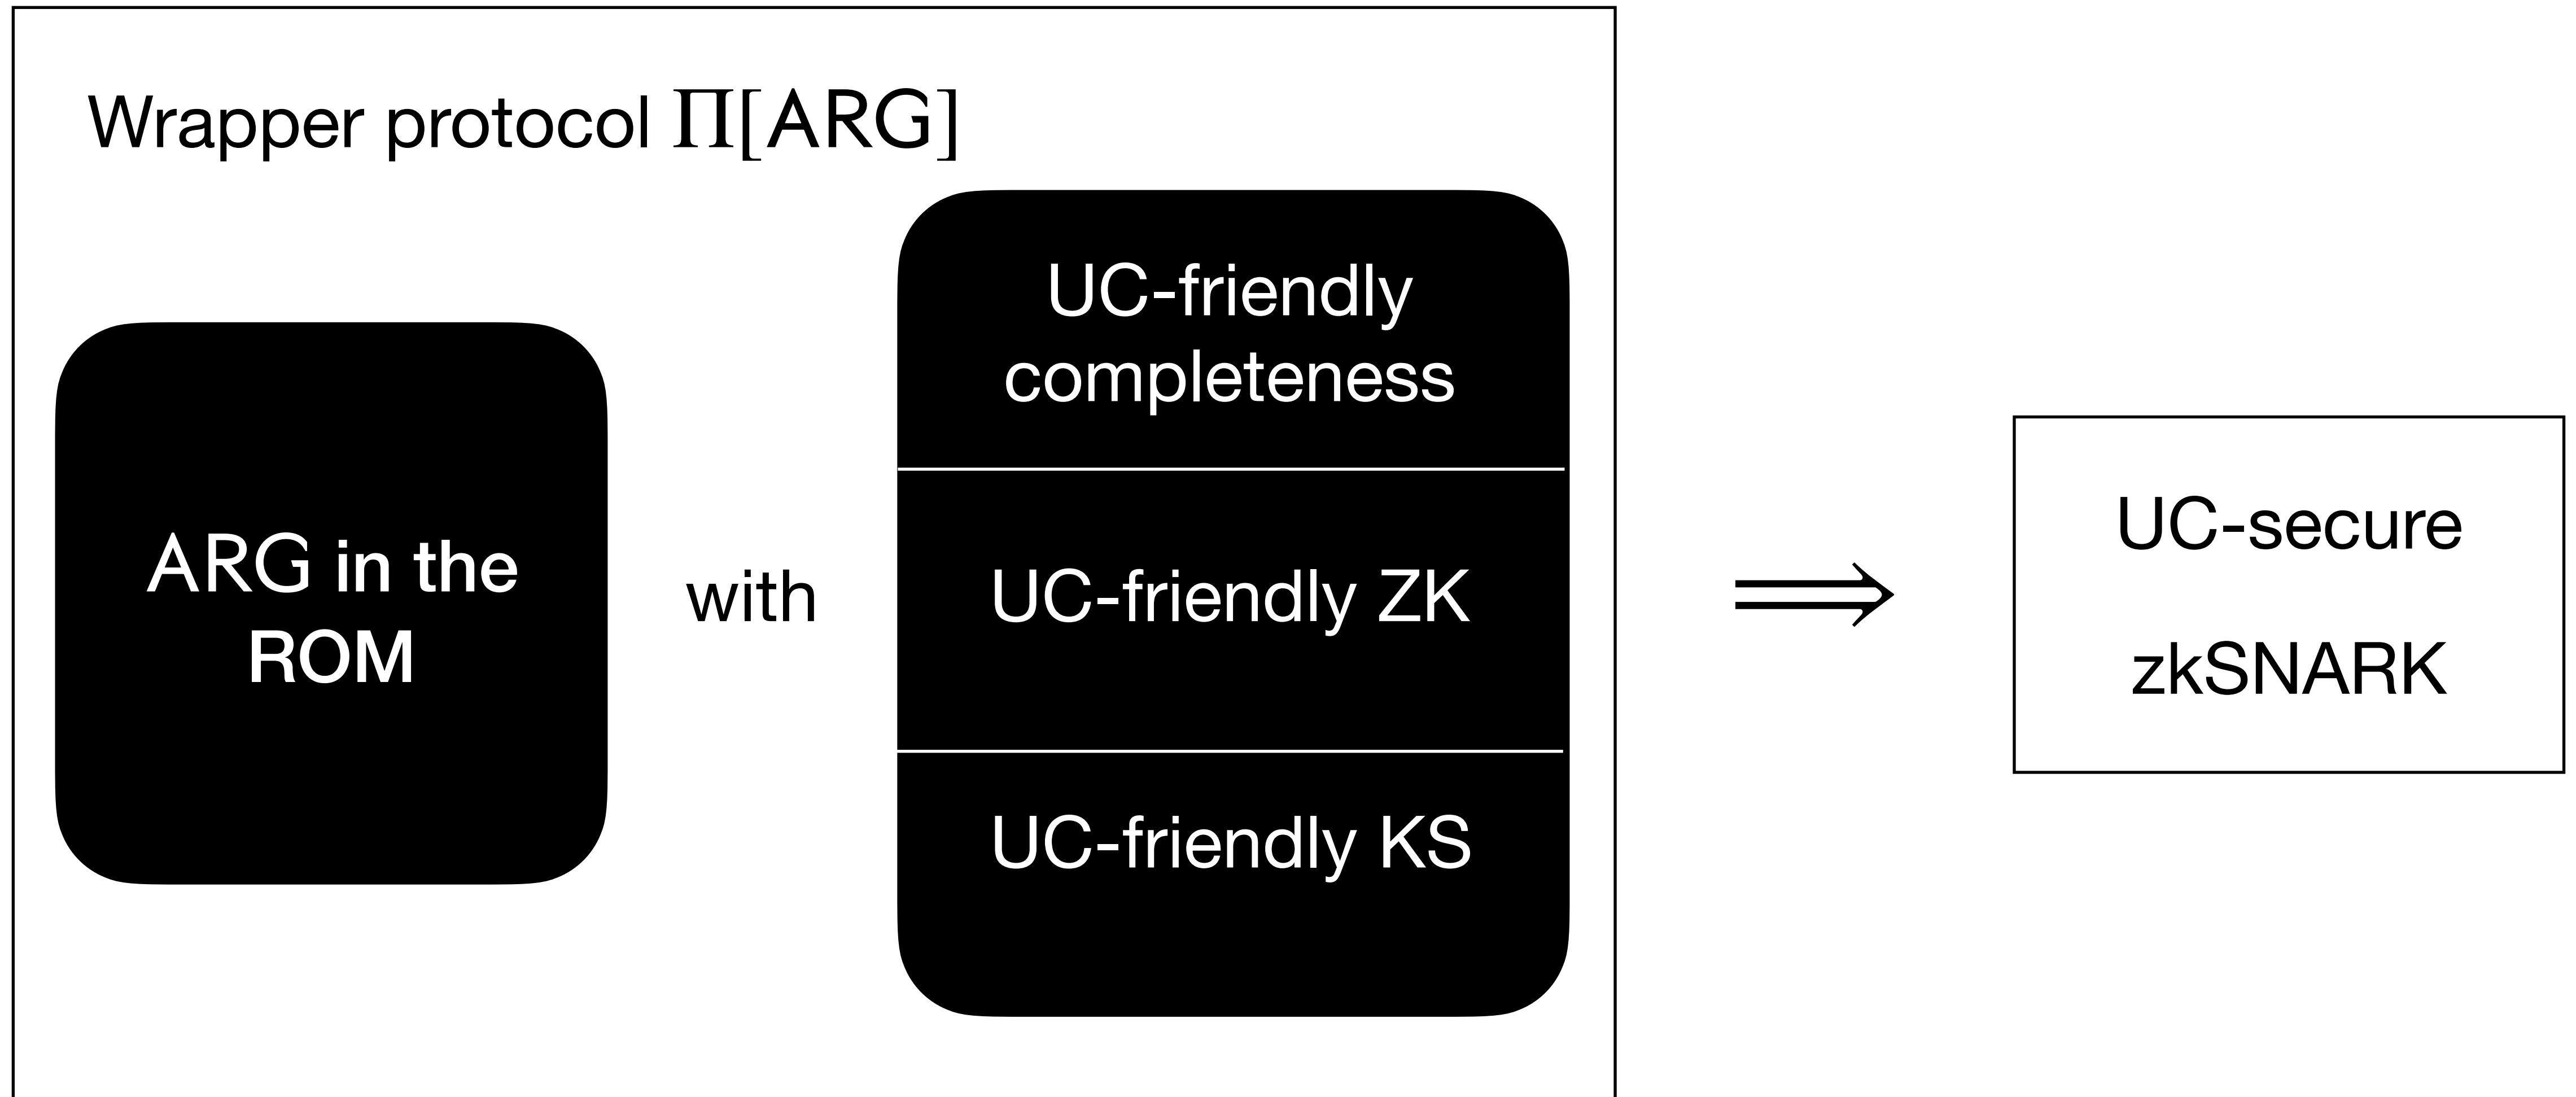 Wrapper protocol Π[ARG]
ARG in the
ROM
with
UC-friendly
completeness
UC-friendly ZK
UC-friendly KS
⟹
UC-secure
zkSNARK